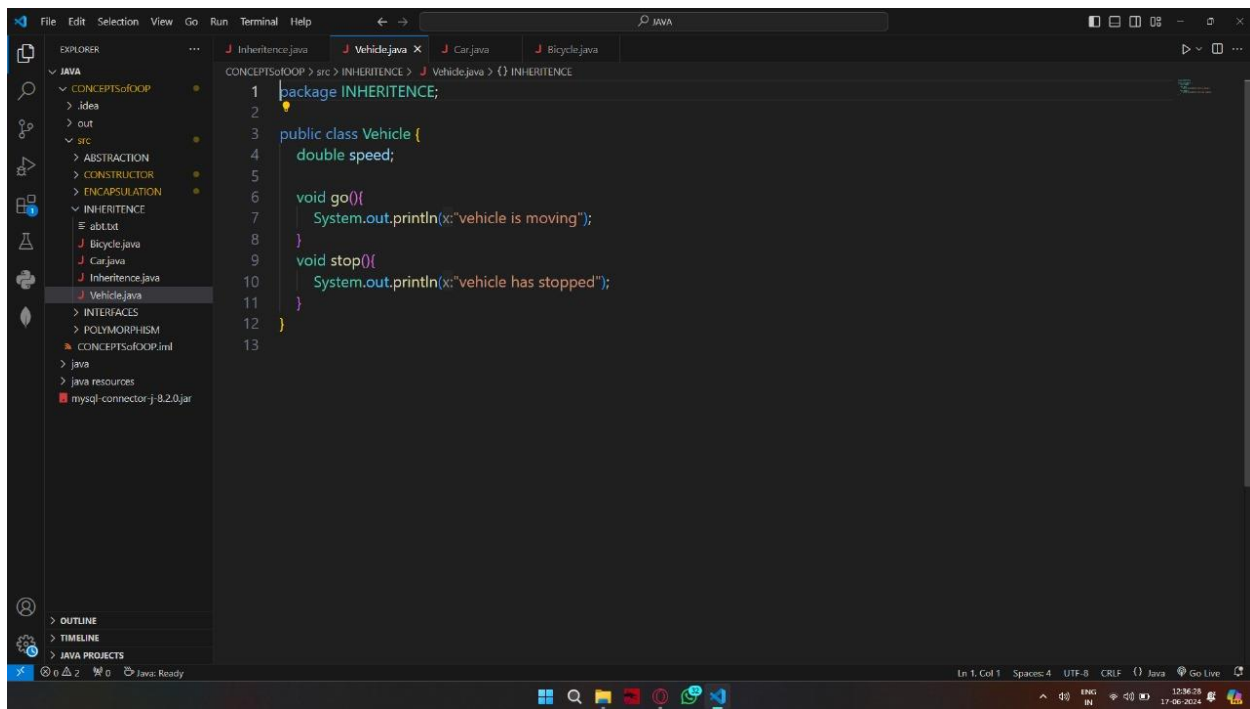 File Edit Selection View Go Run Terminal Help JAVA
EXPLORER
Inheritence.java Vehicle.java Car.java Bicycle.java
JAVA
CONCEPTSofOOP > src > INHERITENCE > Vehicle.java > {} INHERITENCE
CONCEPTSofOOP
.idea
out
src
ABSTRACTION
CONSTRUCTOR
ENCAPSULATION
INHERITENCE
abt.txt
Bicycle.java
Car.java
Inheritence.java
Vehicle.java
INTERFACES
POLYMORPHISM
CONCEPTSofOOP.iml
java
java resources
mysql-connector-j-8.2.0.jar
1 package INHERITENCE;
2
3 public class Vehicle {
4 double speed;
5
6 void go(){
7 System.out.println(x:"vehicle is moving");
8 }
9 void stop(){
10 System.out.println(x:"vehicle has stopped");
11 }
12 }
13
OUTLINE
TIMELINE
JAVA PROJECTS
0 2 0 Java: Ready Ln 1, Col 1 Spaces: 4 UTF-8 CRLF {} Java Go Live
ENG 12:36:28
IN 17-06-2024